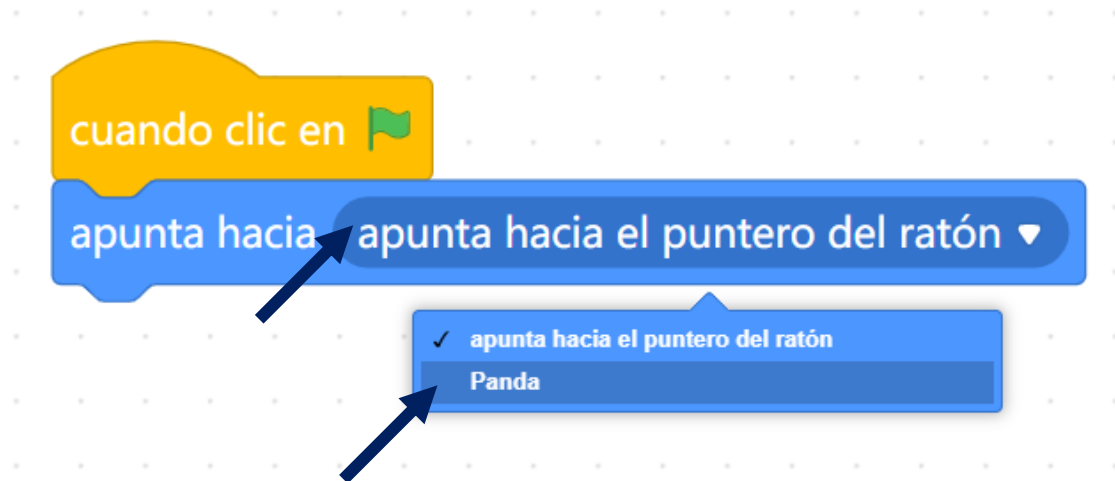 cuando clic en
apunta hacia apunta hacia el puntero del ratón
apunta hacia el puntero del ratón
Panda